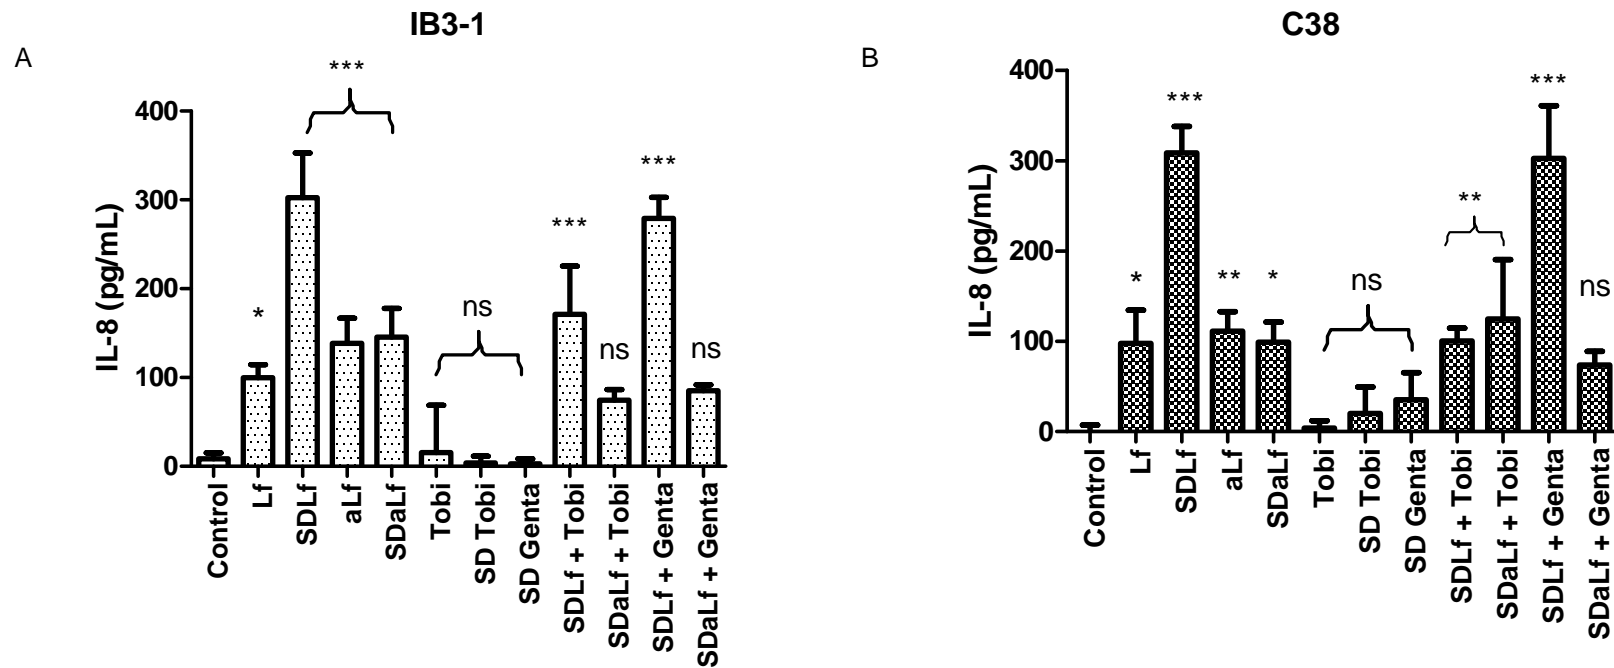 IB3-1
A
***
400
300
200
100
0
IL-8 (pg/mL)
*
ns
***
ns
***
ns
Control
Lf
SDLf
aLf
SDaLf
Tobi
SD Tobi
SD Genta
SDLf + Tobi
SDaLf + Tobi
SDLf + Genta
SDaLf + Genta
C38
B
400
300
200
100
0
IL-8 (pg/mL)
*
***
**
*
ns
**
***
ns
Control
Lf
SDLf
aLf
SDaLf
Tobi
SD Tobi
SD Genta
SDLf + Tobi
SDaLf + Tobi
SDLf + Genta
SDaLf + Genta